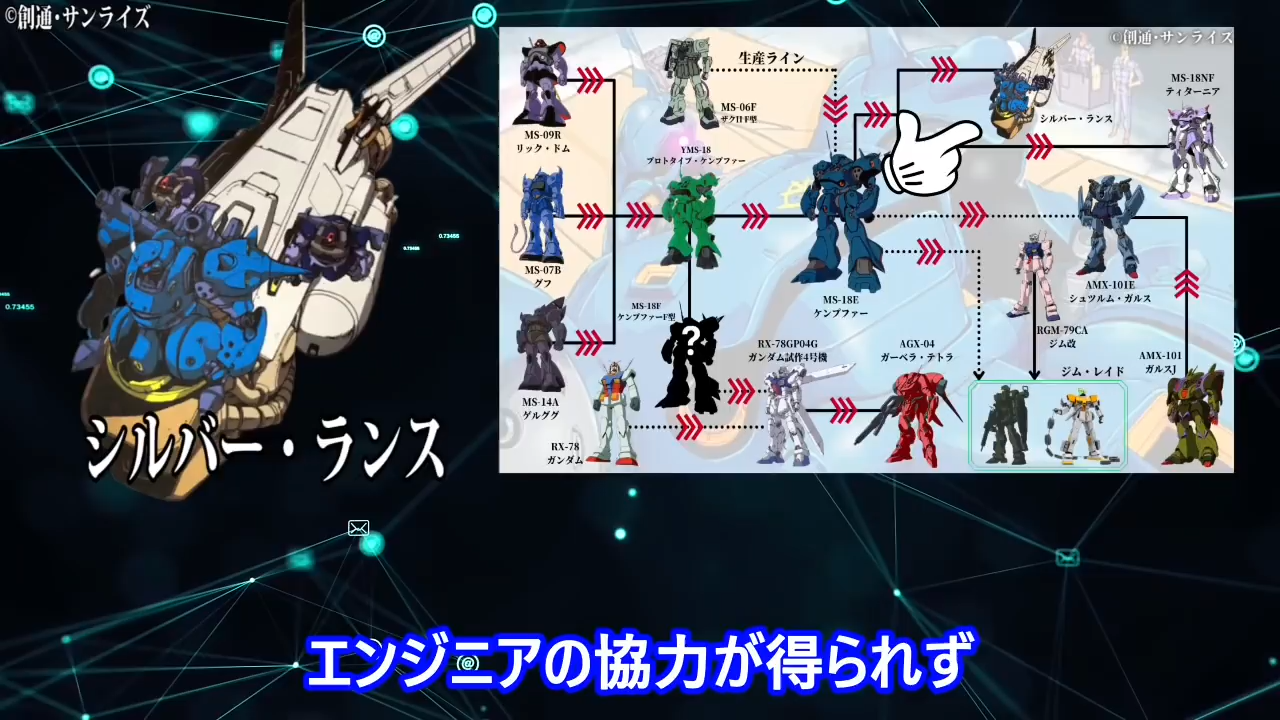 ©創通・サンライズ
©創通・サンライズ
生産ライン
MS-09R
リック・ドム
MS-06F
ザクII F型
シルバー・ランス
MS-18NF
ティターニア
YMS-18
プロトタイプ・ケンプファー
0.73455
0.73455
0.73455
MS-07B
グフ
MS-18E
ケンプファー
AMX-101E
シュツルム・ガルス
MS-18F
ケンプファーF型
?
RX-78GP04G
ガンダム試作4号機
AGX-04
ガーベラ・テトラ
RGM-79CA
ジム改
ジム・レイド
AMX-101
ガルスJ
MS-14A
ゲルググ
RX-78
ガンダム
シルバー・ランス
エンジニアの協力が得られず